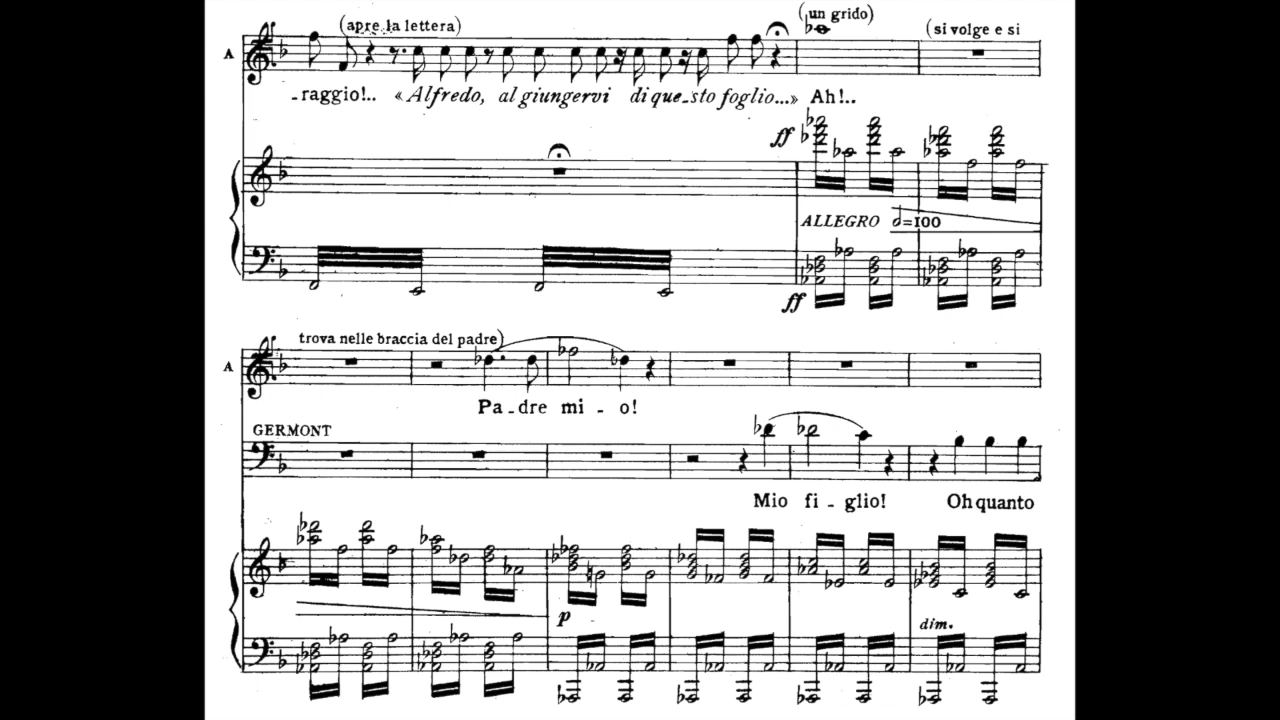 (apre la lettera)
(un grido)
(si volge e si
A
-raggio!.. «Alfredo, al giungervi di que-sto foglio...» Ah!..
ff
ALLEGRO 𝅗𝅥=100
ff
trova nelle braccia del padre)
A
Pa-dre mi - o!
GERMONT
Mio fi - glio! Oh quanto
p
dim.